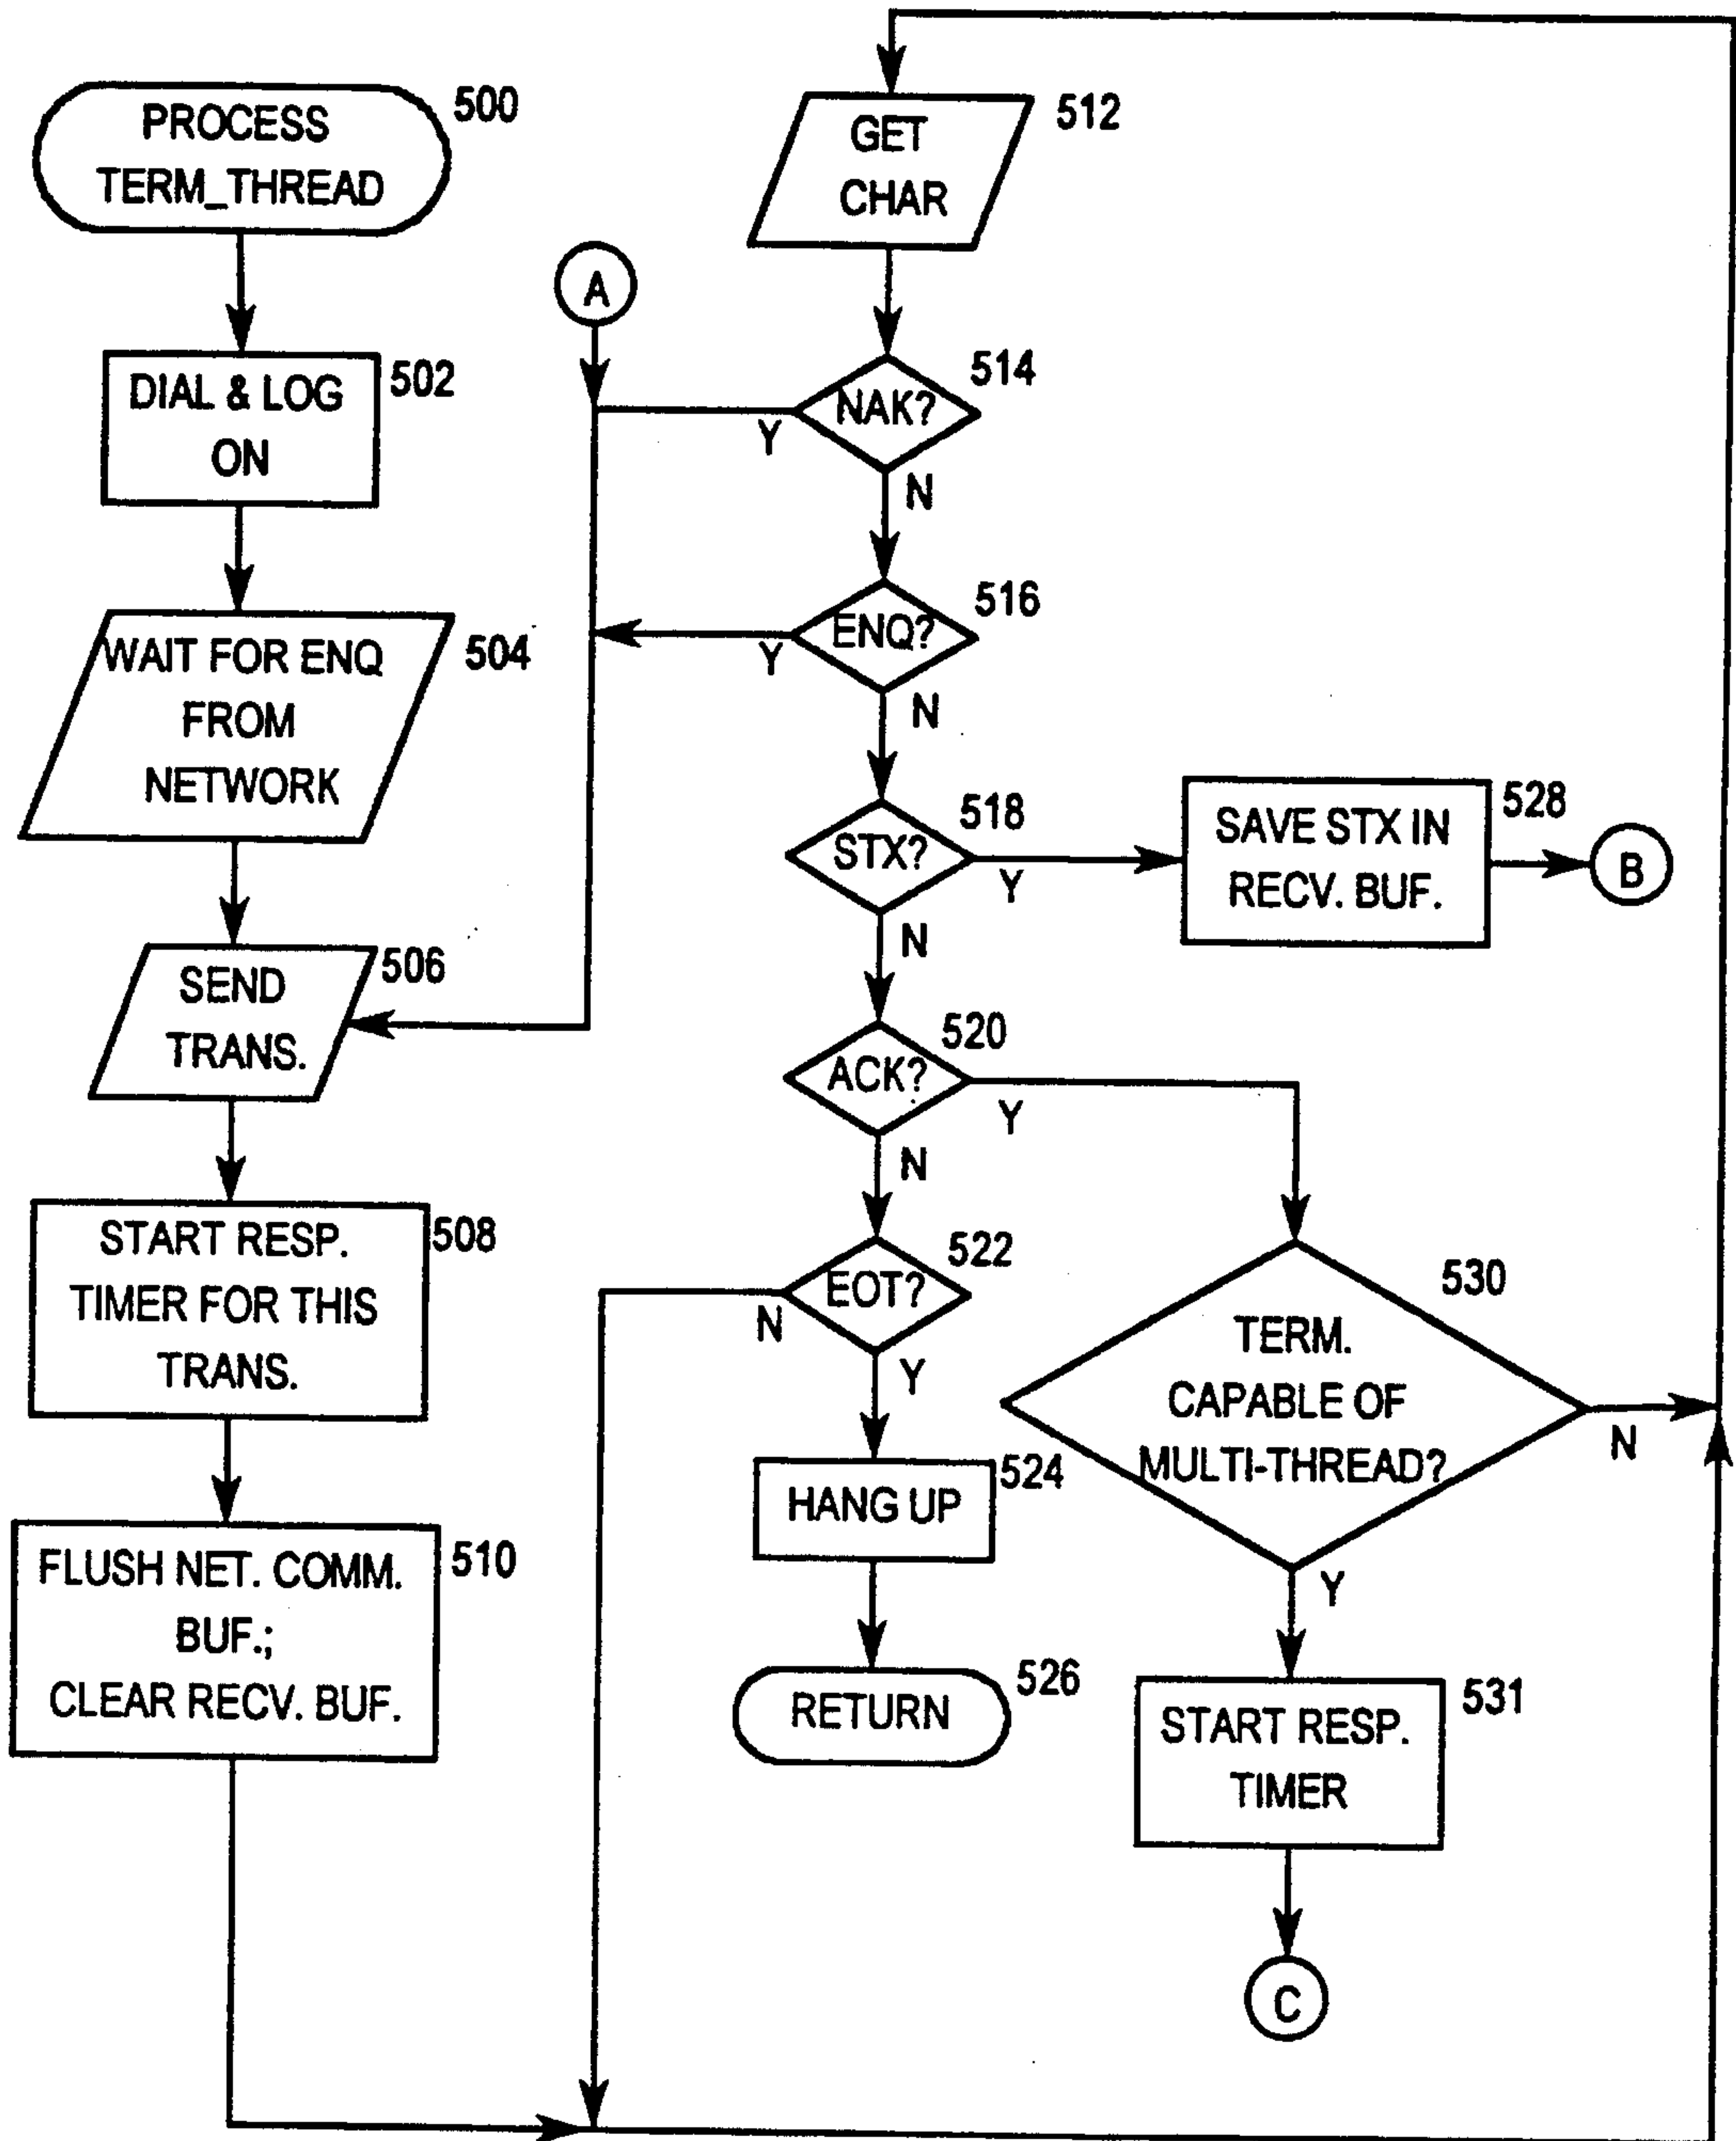 500
PROCESS
TERM_THREAD
502
DIAL & LOG
ON
504
WAIT FOR ENQ
FROM
NETWORK
506
SEND
TRANS.
508
START RESP.
TIMER FOR THIS
TRANS.
510
FLUSH NET. COMM.
BUF.;
CLEAR RECV. BUF.
A
512
GET
CHAR
514
NAK?
Y
N
516
ENQ?
Y
N
518
STX?
Y
N
528
SAVE STX IN
RECV. BUF.
B
520
ACK?
Y
N
522
EOT?
N
Y
524
HANG UP
526
RETURN
530
TERM.
CAPABLE OF
MULTI-THREAD?
N
Y
531
START RESP.
TIMER
C